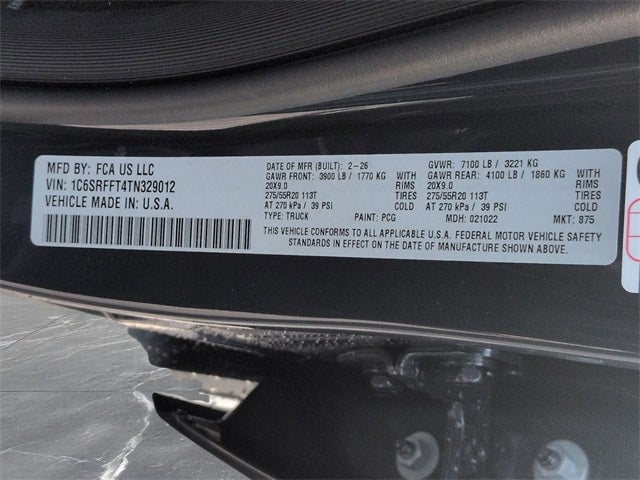 MFD BY: FCA US LLC
VIN: 1C6SRFFT4TN329012
VEHICLE MADE IN: U.S.A.
DATE OF MFR (BUILT): 2-26 GVWR: 7100 LB / 3221 KG
GAWR FRONT: 3900 LB / 1770 KG WITH GAWR REAR: 4100 LB / 1860 KG WITH
20X9.0 RIMS 20X9.0 RIMS
275/55R20 113T TIRES 275/55R20 113T TIRES
AT 270 kPa / 39 PSI COLD AT 270 kPa / 39 PSI COLD
TYPE: TRUCK PAINT: PCG MDH: 021022 MKT: 875
THIS VEHICLE CONFORMS TO ALL APPLICABLE U.S.A. FEDERAL MOTOR VEHICLE SAFETY
STANDARDS IN EFFECT ON THE DATE OF MANUFACTURE SHOWN ABOVE.